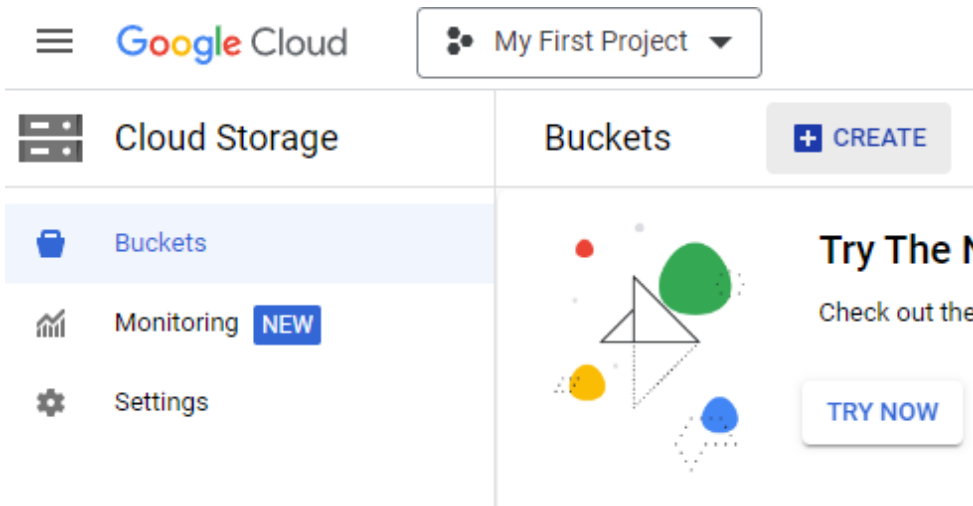 Google Cloud
My First Project
Cloud Storage
Buckets
CREATE
Buckets
Monitoring NEW
Settings
Try The
Check out the
TRY NOW